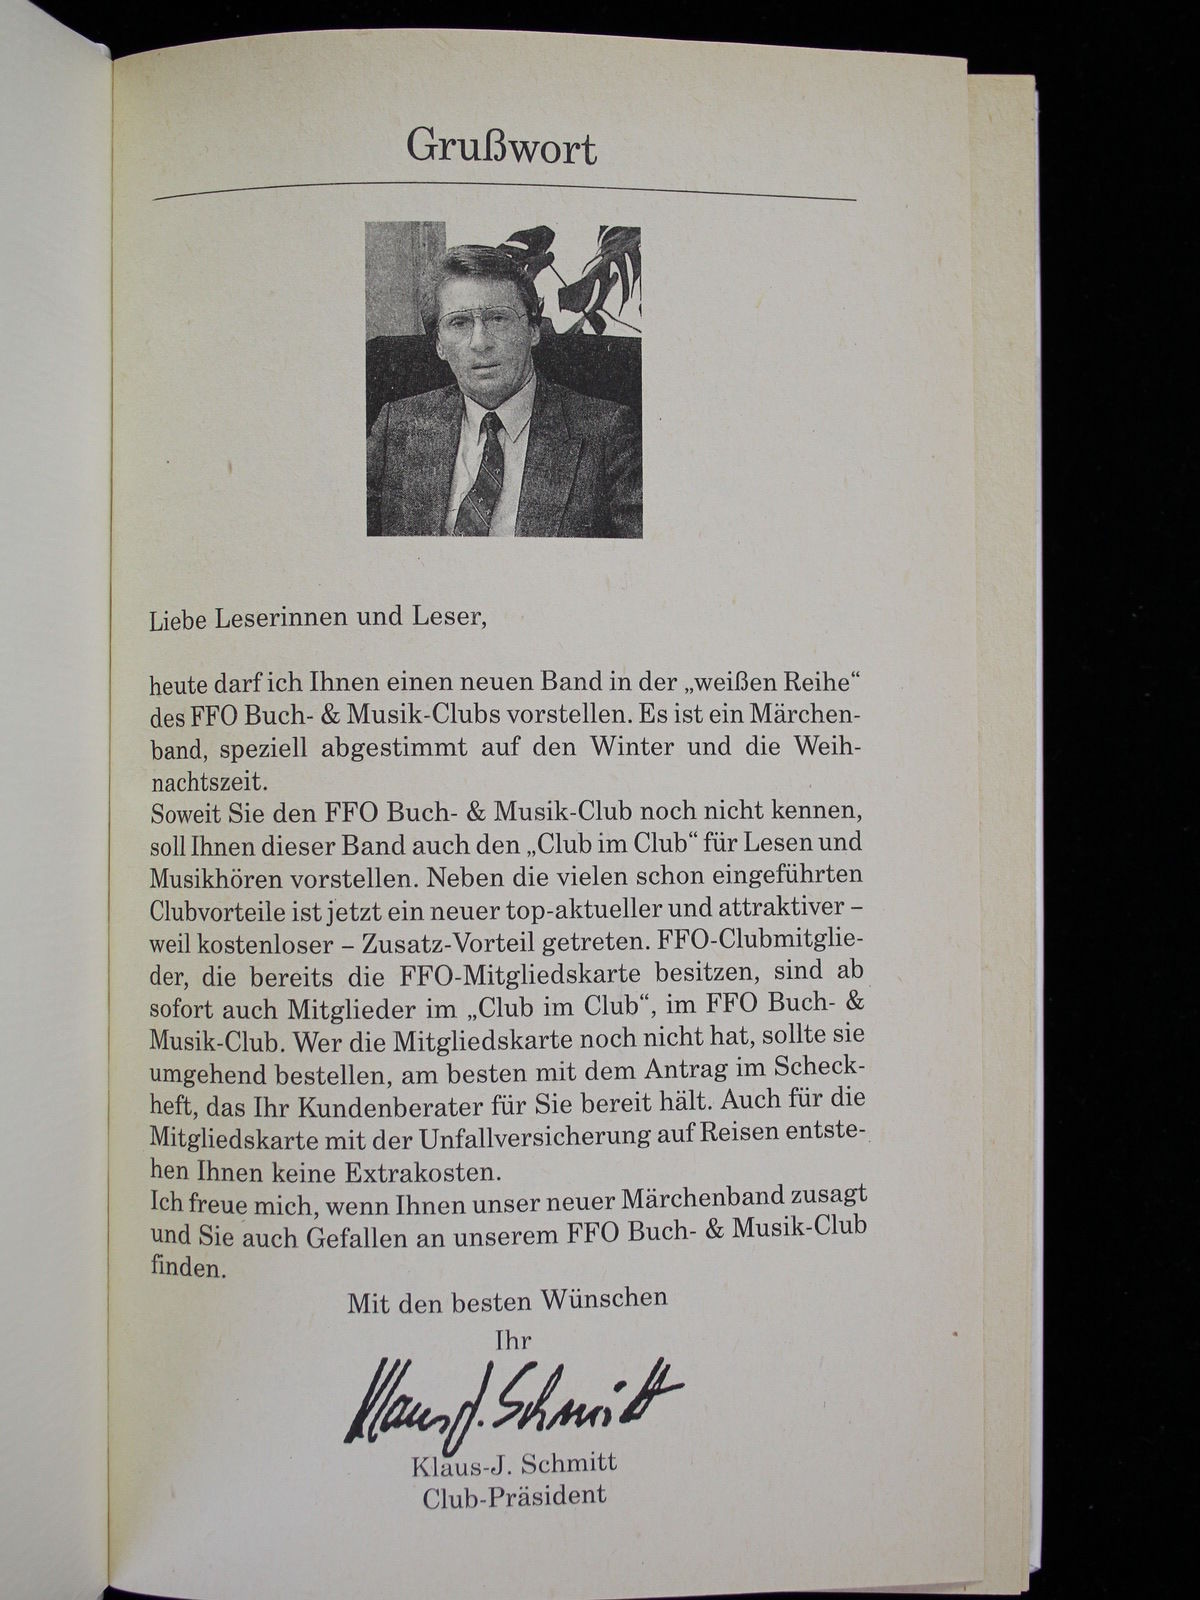 Grußwort
Liebe Leserinnen und Leser,
heute darf ich Ihnen einen neuen Band in der „weißen Reihe“
des FFO Buch- & Musik-Clubs vorstellen. Es ist ein Märchen-
band, speziell abgestimmt auf den Winter und die Weih-
nachtszeit.
Soweit Sie den FFO Buch- & Musik-Club noch nicht kennen,
soll Ihnen dieser Band auch den „Club im Club“ für Lesen und
Musikhören vorstellen. Neben die vielen schon eingeführten
Clubvorteile ist jetzt ein neuer top-aktueller und attraktiver –
weil kostenloser – Zusatz-Vorteil getreten. FFO-Clubmitglie-
der, die bereits die FFO-Mitgliedskarte besitzen, sind ab
sofort auch Mitglieder im „Club im Club“, im FFO Buch- &
Musik-Club. Wer die Mitgliedskarte noch nicht hat, sollte sie
umgehend bestellen, am besten mit dem Antrag im Scheck-
heft, das Ihr Kundenberater für Sie bereit hält. Auch für die
Mitgliedskarte mit der Unfallversicherung auf Reisen entste-
hen Ihnen keine Extrakosten.
Ich freue mich, wenn Ihnen unser neuer Märchenband zusagt
und Sie auch Gefallen an unserem FFO Buch- & Musik-Club
finden.
Mit den besten Wünschen
Ihr
Klaus J. Schmitt
Klaus-J. Schmitt
Club-Präsident